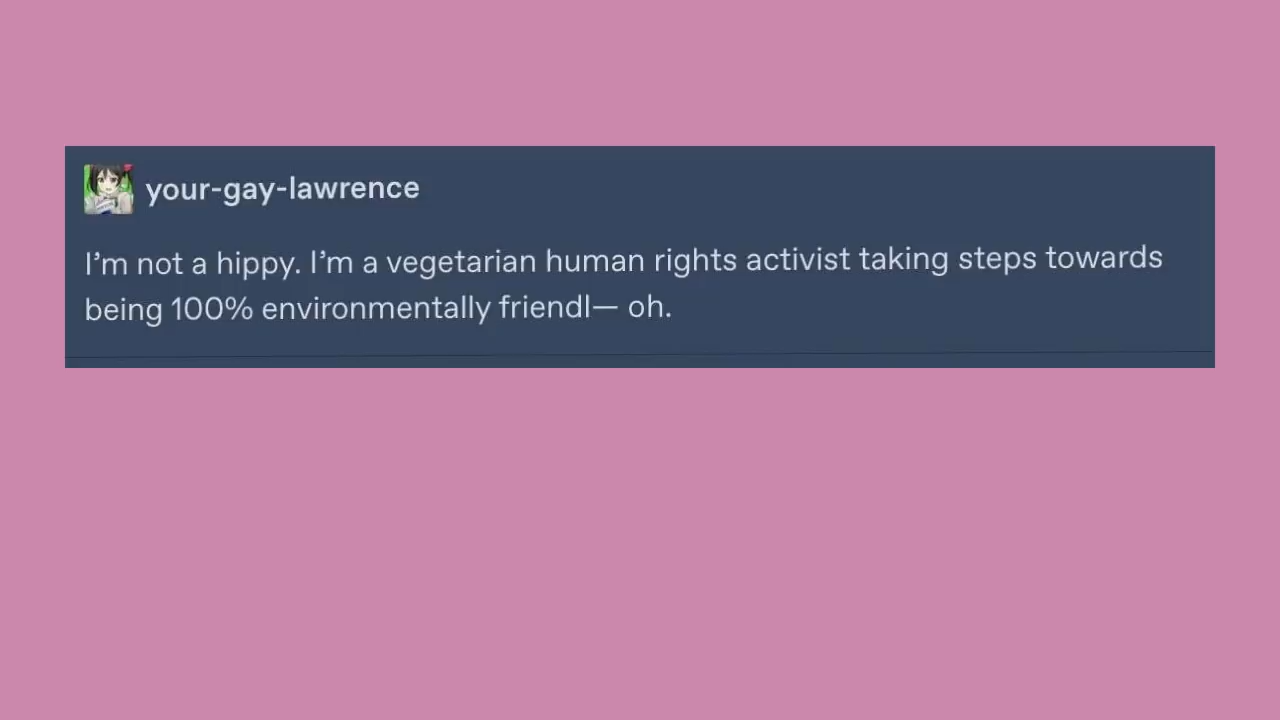 your-gay-lawrence
I’m not a hippy. I’m a vegetarian human rights activist taking steps towards
being 100% environmentally friendl— oh.